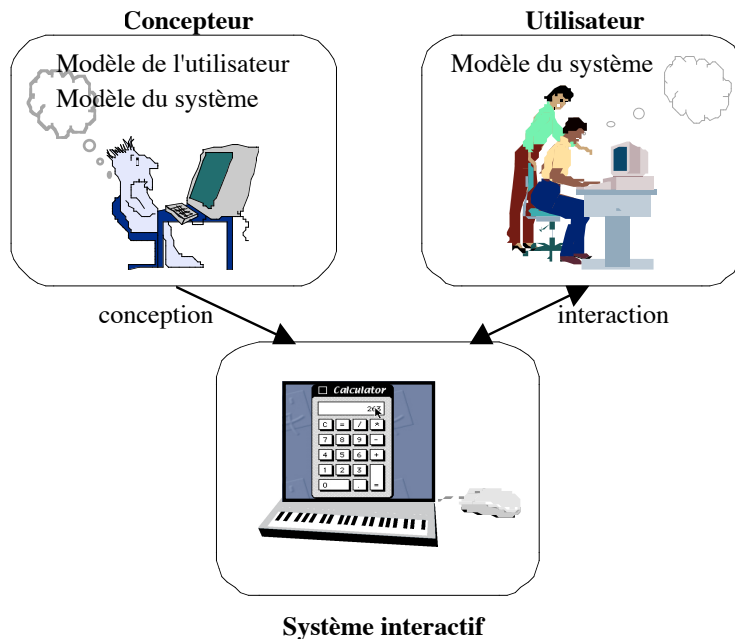 Concepteur
Utilisateur
Modèle de l'utilisateur
Modèle du système
Modèle du système
conception
interaction
Calculator
263
C = / *
7 8 9 -
4 5 6 +
1 2 3
0 . =
Système interactif